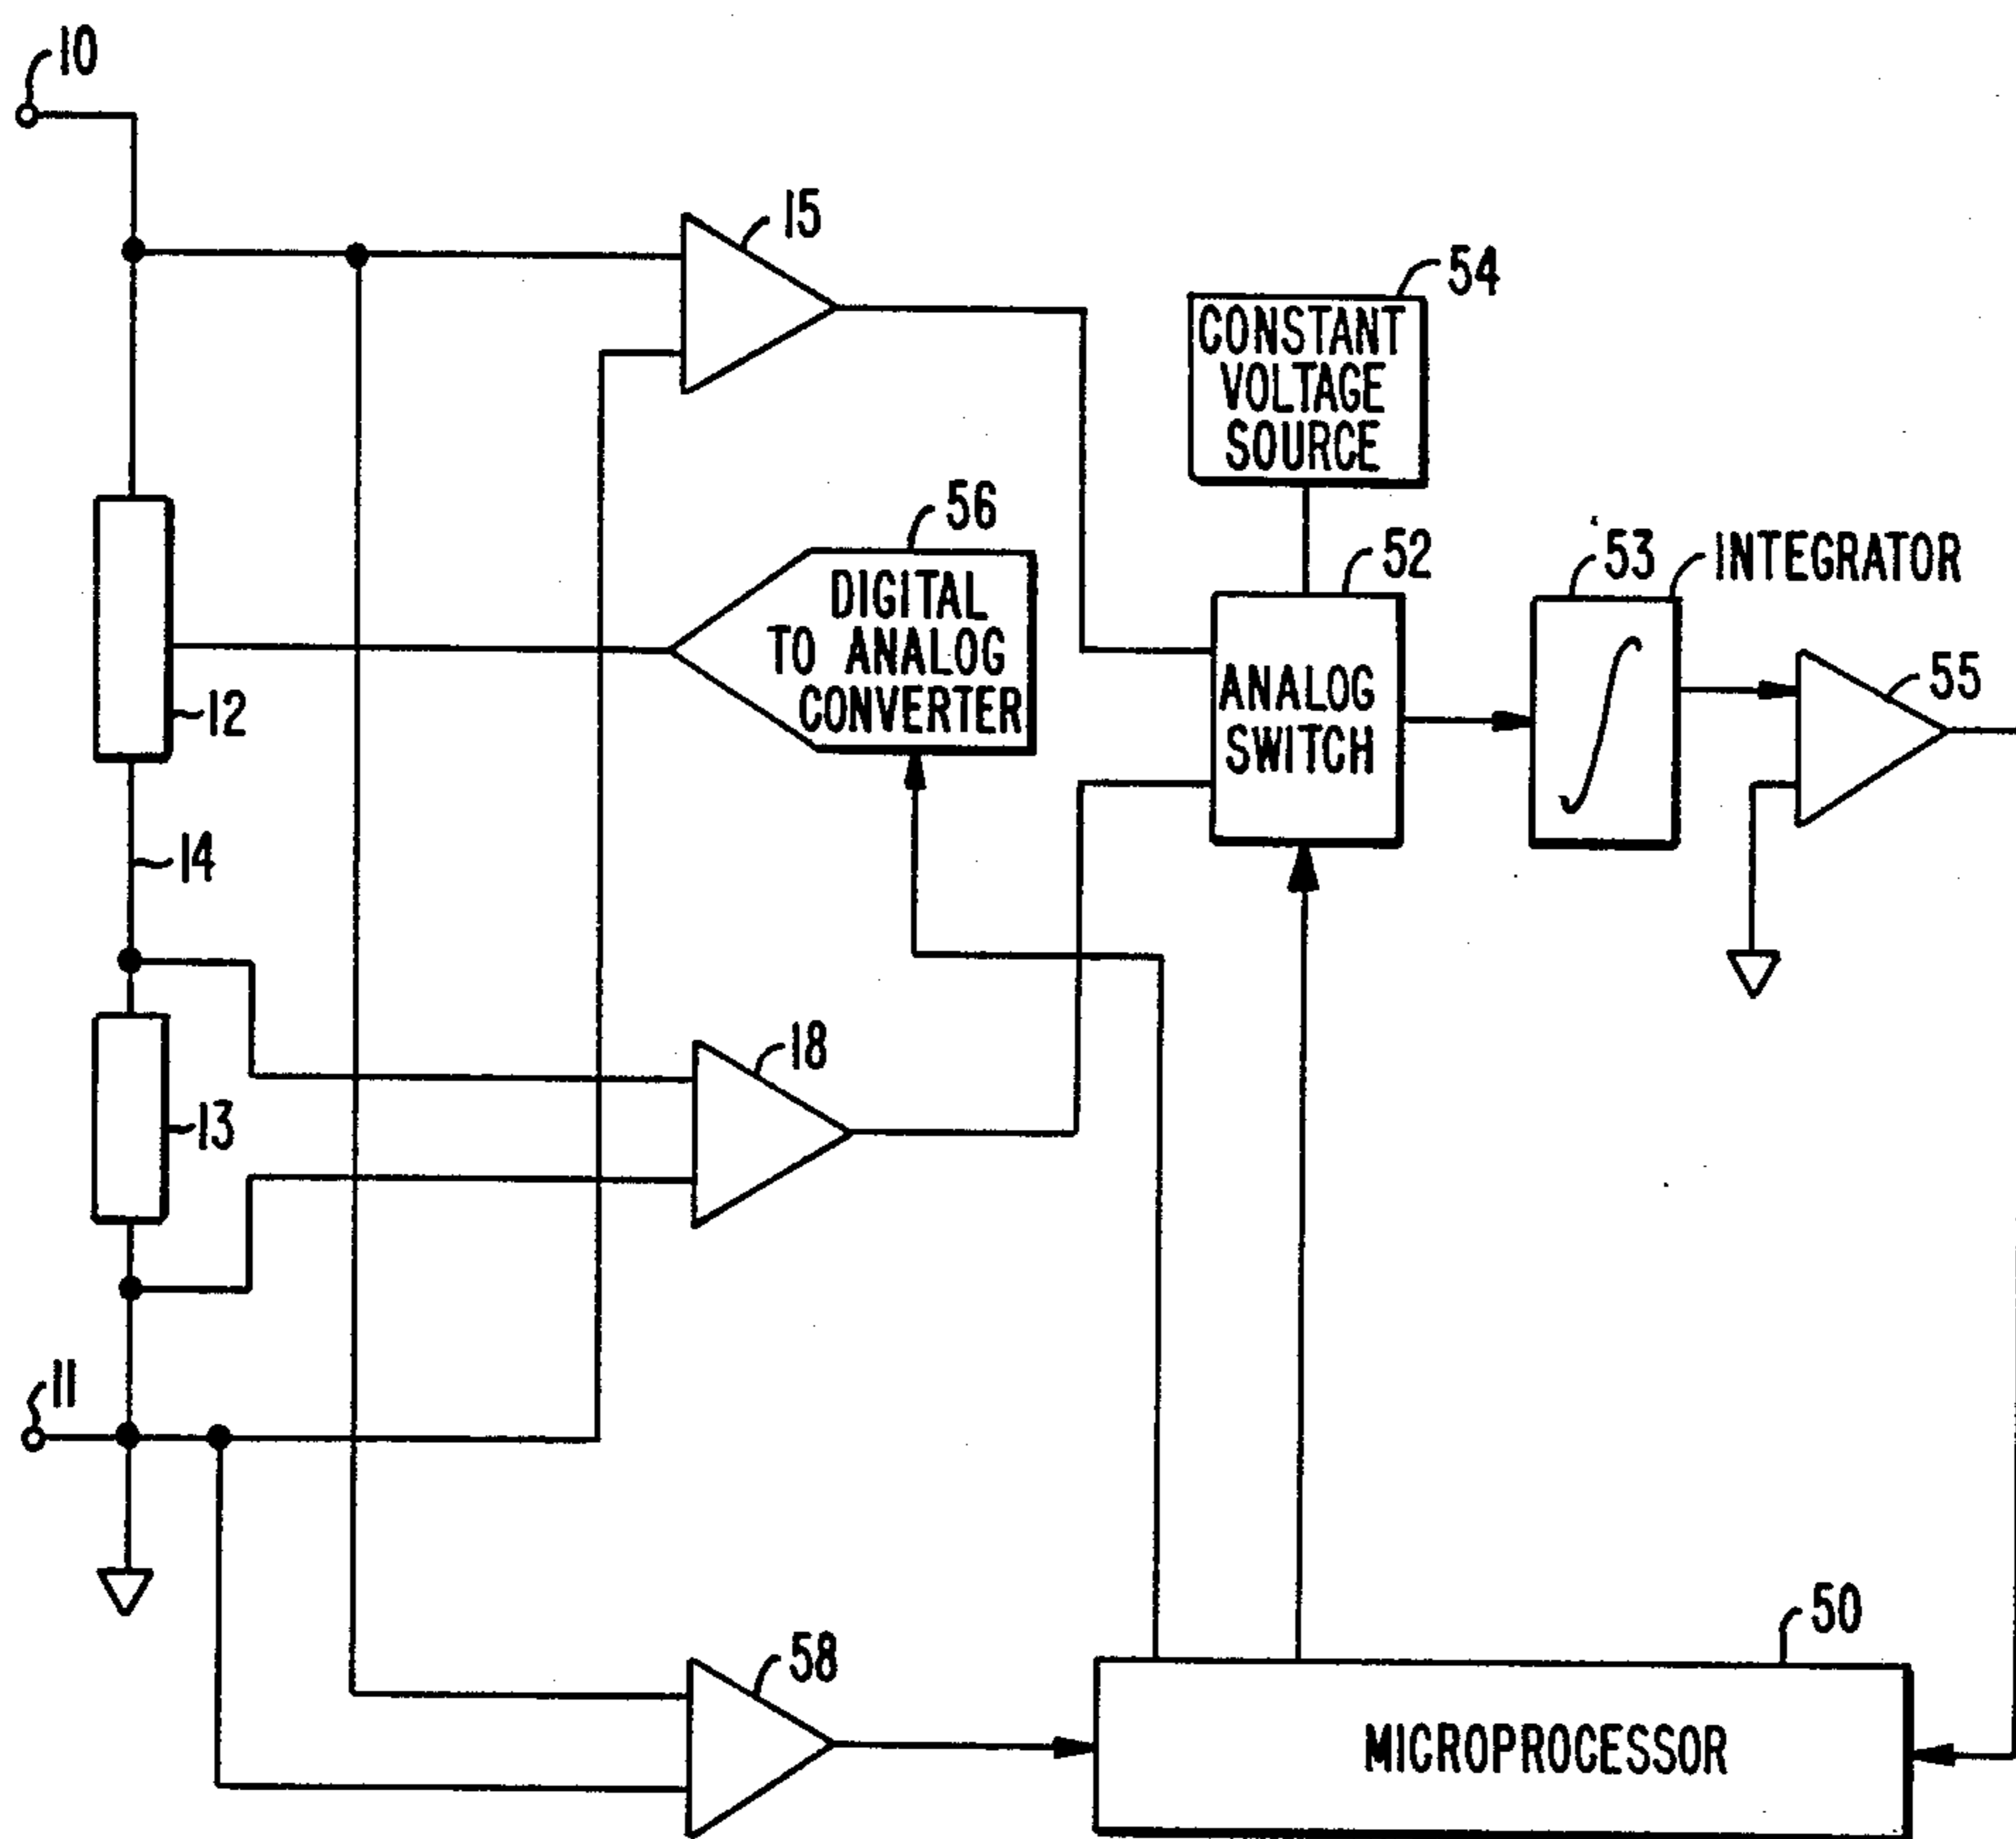 10
15
54
CONSTANT
VOLTAGE
SOURCE
56
DIGITAL
TO ANALOG
CONVERTER
52
ANALOG
SWITCH
53
INTEGRATOR
55
12
14
18
13
11
58
50
MICROPROCESSOR